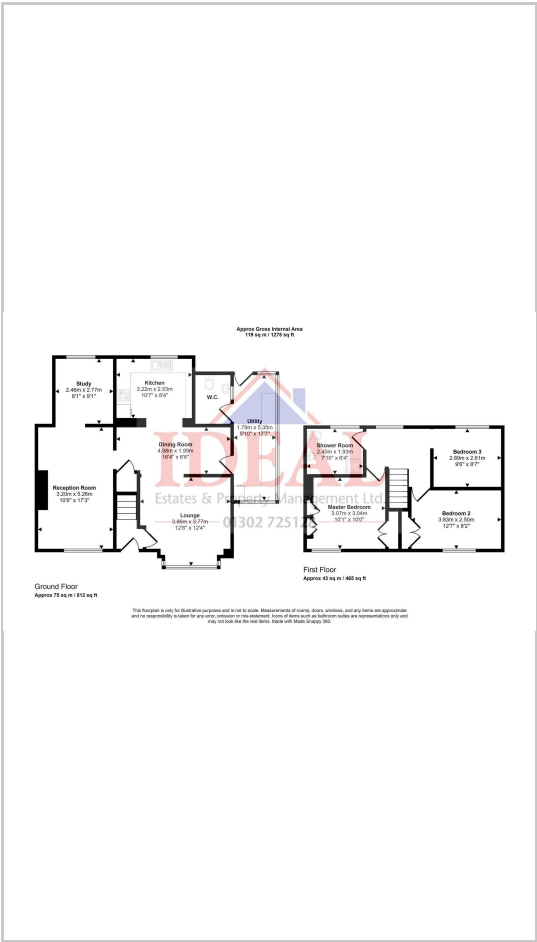 Approx Gross Internal Area
119 sq m / 1278 sq ft
Study
2.46m x 2.77m
8'1" x 9'1"
Kitchen
3.22m x 2.53m
10'7" x 8'4"
W.C.
Utility
1.79m x 5.35m
5'10" x 17'7"
Dining Room
4.98m x 1.99m
16'4" x 6'6"
Reception Room
3.20m x 5.26m
10'6" x 17'3"
Lounge
3.86m x 3.77m
12'8" x 12'4"
Shower Room
2.40m x 1.93m
7'10" x 6'4"
Bedroom 3
2.89m x 2.61m
9'6" x 8'7"
Master Bedroom
3.07m x 3.04m
10'1" x 10'0"
Bedroom 2
3.83m x 2.50m
12'7" x 8'2"
IDEAL
Estates & Property Management Ltd
01302 725128
Ground Floor
Approx 75 sq m / 812 sq ft
First Floor
Approx 43 sq m / 465 sq ft
This floorplan is only for illustrative purposes and is not to scale. Measurements of rooms, doors, windows, and any items are approximate
and no responsibility is taken for any error, omission or mis-statement. Icons of items such as bathroom suites are representations only and
may not look like the real items. Made with Made Snappy 360.